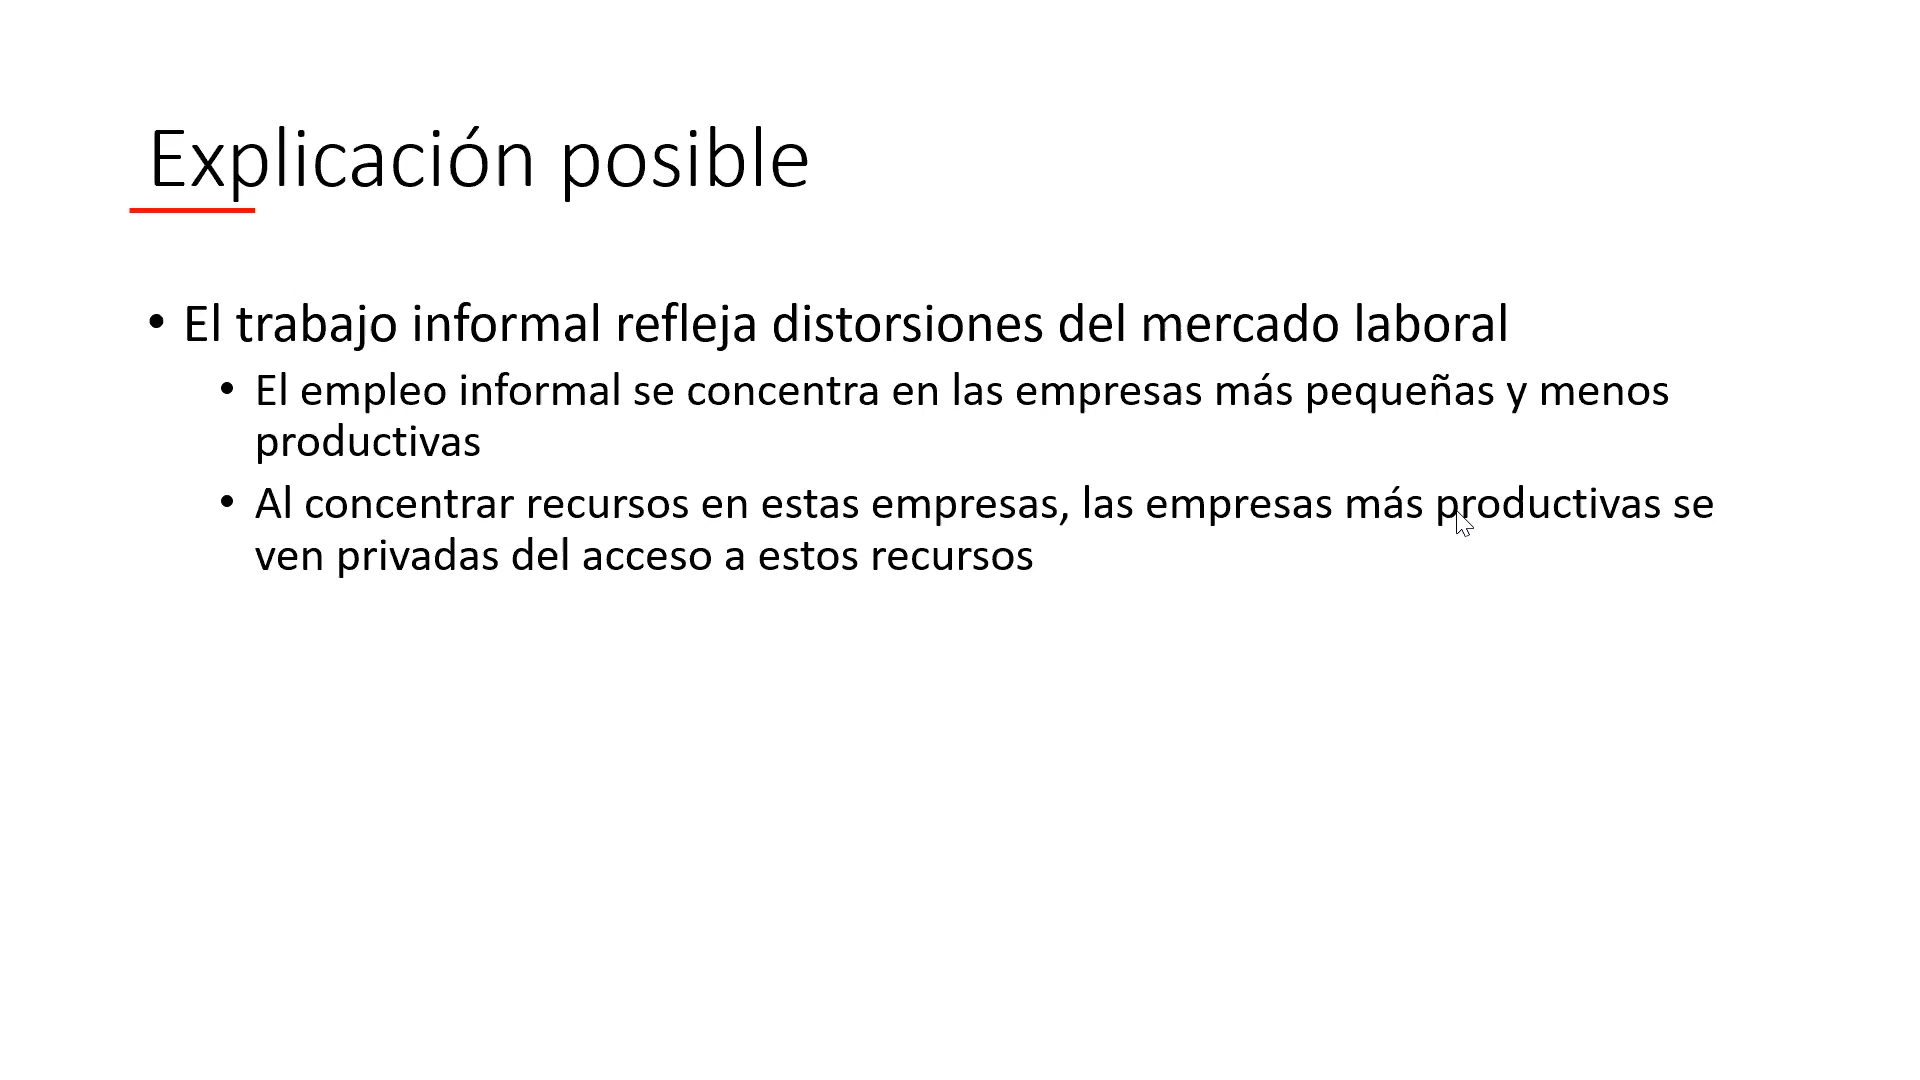 Explicación posible
• El trabajo informal refleja distorsiones del mercado laboral
• El empleo informal se concentra en las empresas más pequeñas y menos
productivas
• Al concentrar recursos en estas empresas, las empresas más productivas se
ven privadas del acceso a estos recursos